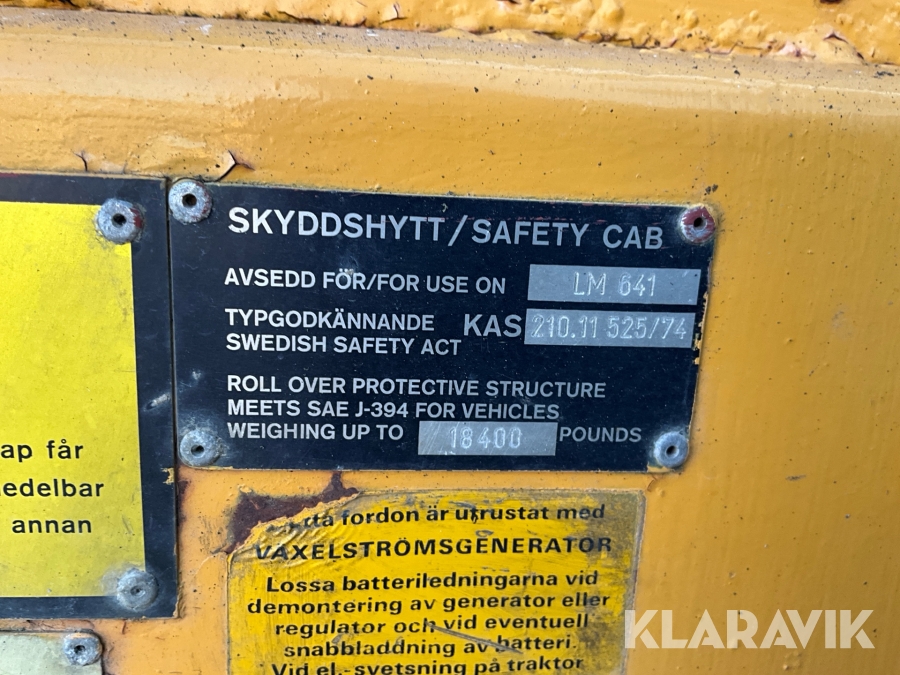 SKYDDSHYTT/SAFETY CAB
AVSEDD FÖR/FOR USE ON LM 641
TYPGODKÄNNANDE KAS 210.11 525/74
SWEDISH SAFETY ACT
ROLL OVER PROTECTIVE STRUCTURE
MEETS SAE J-394 FOR VEHICLES
WEIGHING UP TO 18400 POUNDS
ap får
edelbar
annan
fordon är utrustat med
VÄXELSTRÖMSGENERATOR
Lossa batteriledningarna vid
demontering av generator eller
regulator och vid eventuell
snabbladdning av batteri.
Vid el.-svetsning på traktor
KLARAVIK